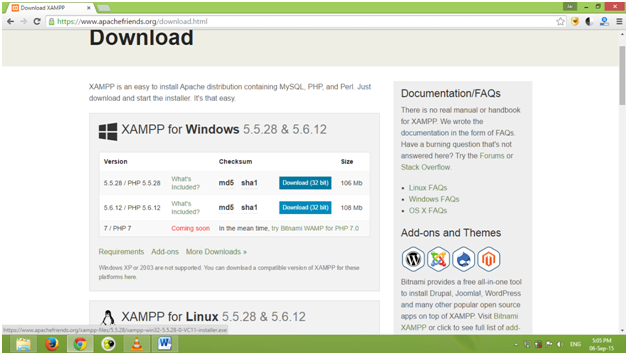 Download XAMPP
https://www.apachefriends.org/download.html
Download
XAMPP is an easy to install Apache distribution containing MySQL, PHP, and Perl. Just
download and start the installer. It's that easy.
XAMPP for Windows 5.5.28 & 5.6.12
Version Checksum Size
5.5.28 / PHP 5.5.28 What's Included? md5 sha1 Download (32 bit) 106 Mb
5.6.12 / PHP 5.6.12 What's Included? md5 sha1 Download (32 bit) 108 Mb
7 / PHP 7 Coming soon In the mean time, try Bitnami WAMP for PHP 7.0
Requirements Add-ons More Downloads »
Windows XP or 2003 are not supported. You can download a compatible version of XAMPP for these
platforms here.
XAMPP for Linux 5.5.28 & 5.6.12
Documentation/FAQs
There is no real manual or handbook
for XAMPP. We wrote the
documentation in the form of FAQs.
Have a burning question that's not
answered here? Try the Forums or
Stack Overflow.
Linux FAQs
Windows FAQs
OS X FAQs
Add-ons and Themes
Bitnami provides a free all-in-one tool
to install Drupal, Joomla!, WordPress
and many other popular open source
apps on top of XAMPP. Visit Bitnami
XAMPP or click to see full list of add-
https://www.apachefriends.org/xampp-files/5.5.28/xampp-win32-5.5.28-0-VC11-installer.exe
ENG
5:05 PM
06-Sep-15